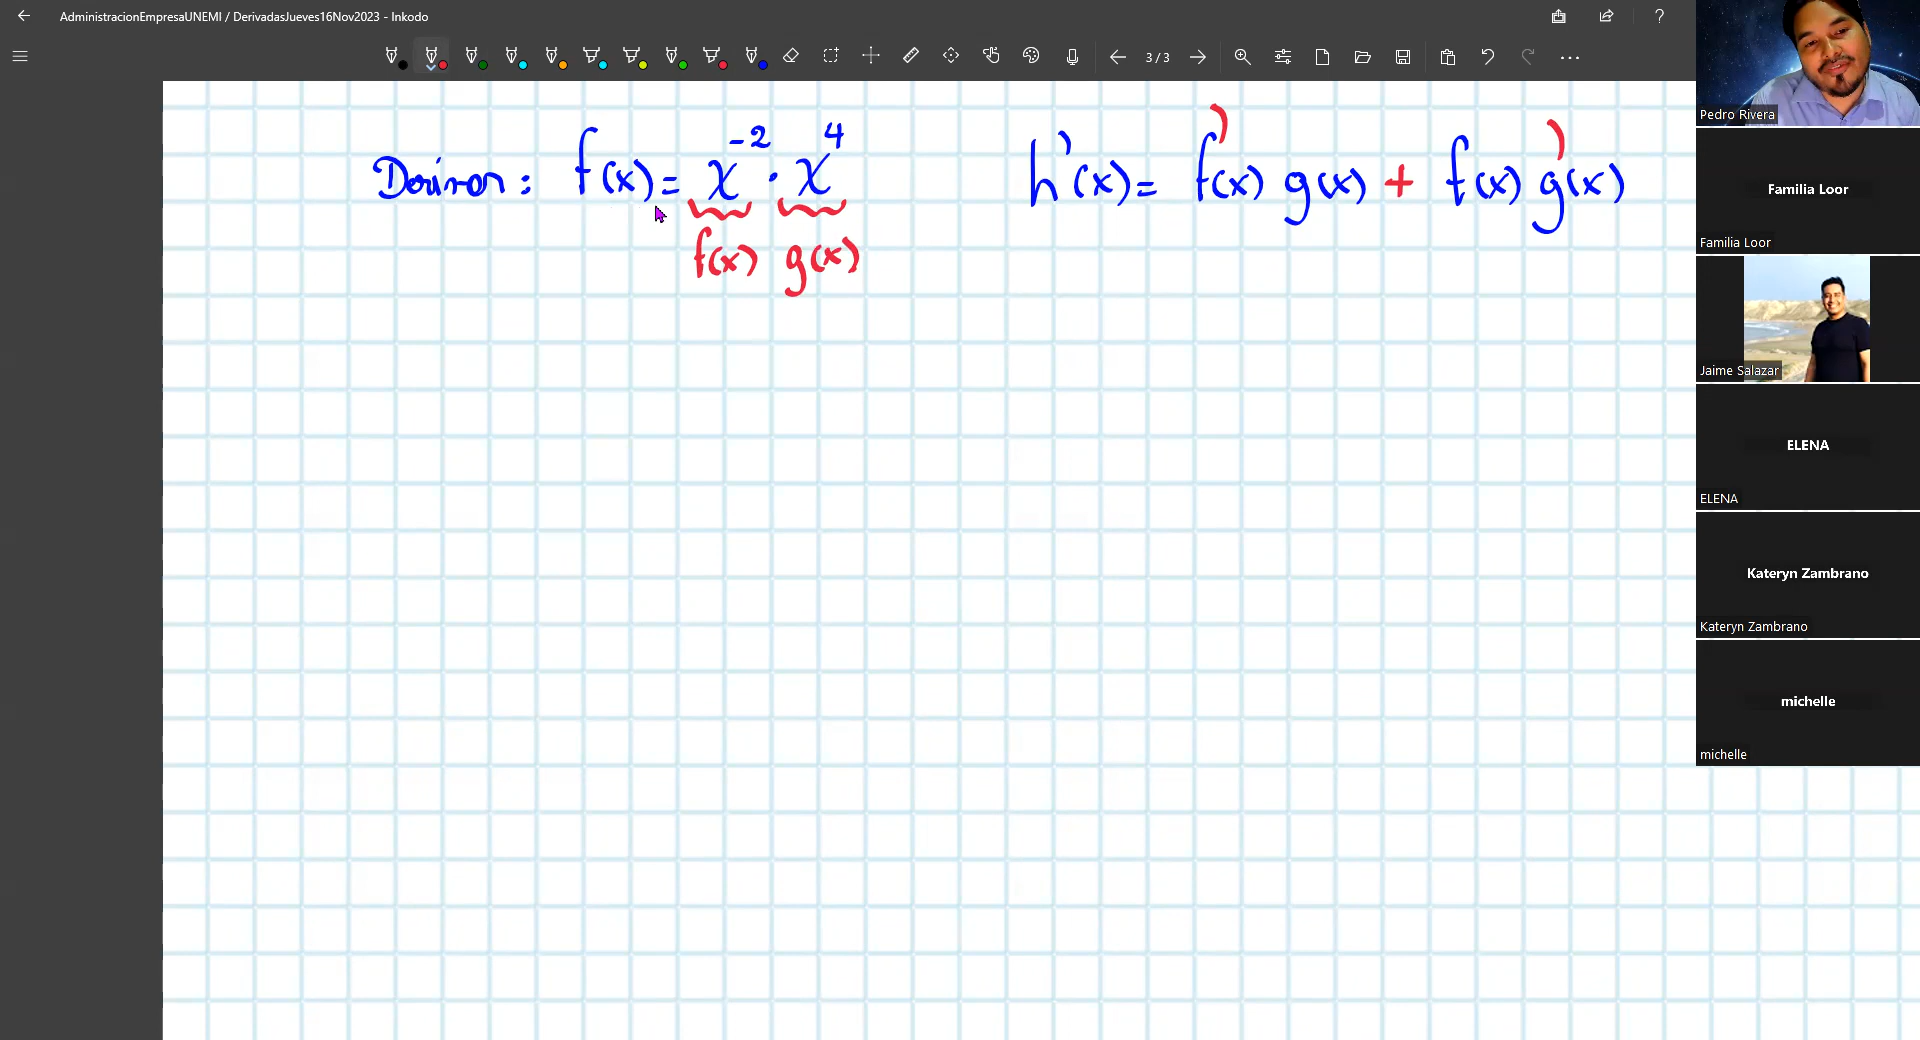 AdministracionEmpresaUNEMI / DerivadasJueves16Nov2023 - Inkodo
?
3 / 3
Pedro Rivera
Derivar: f(x) = x^{-2} · x^{4}
h'(x) = f'(x) g(x) + f(x) g'(x)
f(x) g(x)
Familia Loor
Familia Loor
Jaime Salazar
ELENA
ELENA
Kateryn Zambrano
Kateryn Zambrano
michelle
michelle